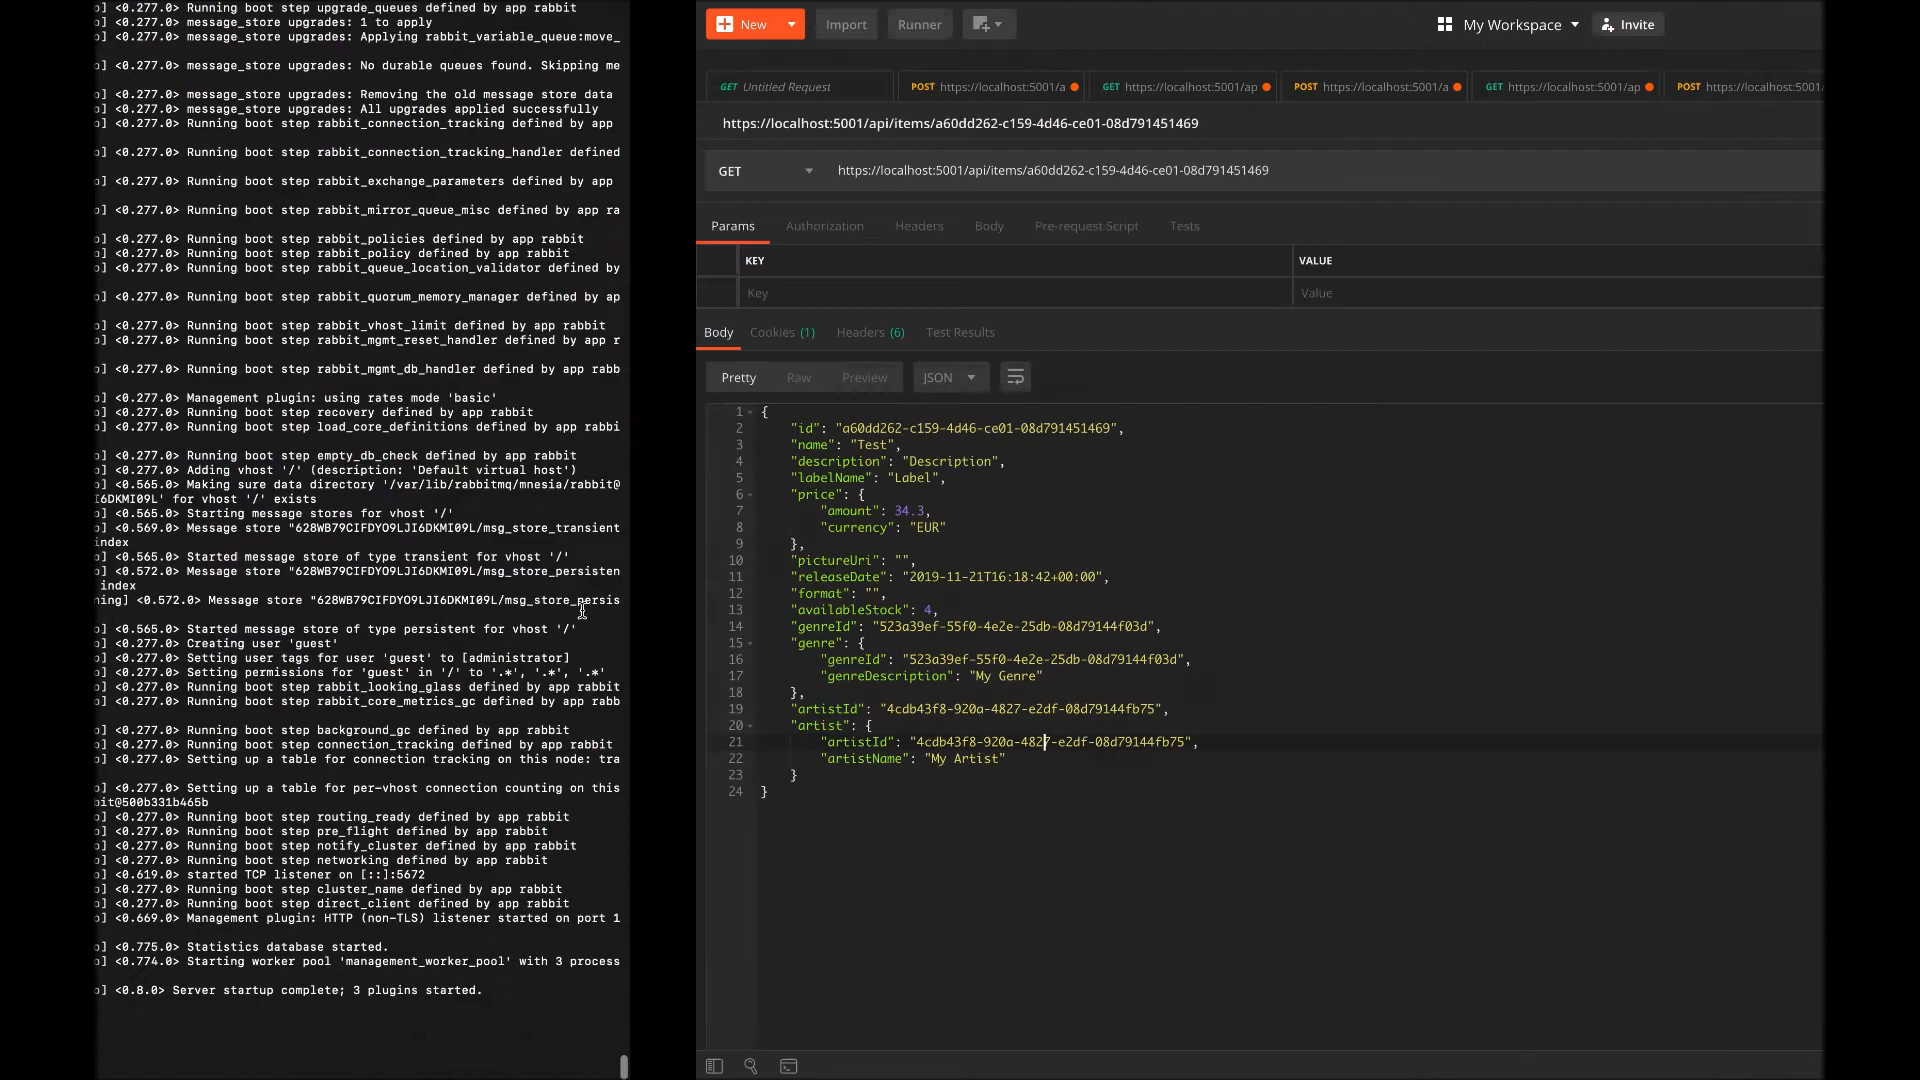 o] <0.277.0> Running boot step upgrade_queues defined by app rabbit
o] <0.277.0> message_store upgrades: 1 to apply
o] <0.277.0> message_store upgrades: Applying rabbit_variable_queue:move_
o] <0.277.0> message_store upgrades: No durable queues found. Skipping me
o] <0.277.0> message_store upgrades: Removing the old message store data
o] <0.277.0> message_store upgrades: All upgrades applied successfully
o] <0.277.0> Running boot step rabbit_connection_tracking defined by app
o] <0.277.0> Running boot step rabbit_connection_tracking_handler defined
o] <0.277.0> Running boot step rabbit_exchange_parameters defined by app
o] <0.277.0> Running boot step rabbit_mirror_queue_misc defined by app ra
o] <0.277.0> Running boot step rabbit_policies defined by app rabbit
o] <0.277.0> Running boot step rabbit_policy defined by app rabbit
o] <0.277.0> Running boot step rabbit_queue_location_validator defined by
o] <0.277.0> Running boot step rabbit_quorum_memory_manager defined by ap
o] <0.277.0> Running boot step rabbit_vhost_limit defined by app rabbit
o] <0.277.0> Running boot step rabbit_mgmt_reset_handler defined by app r
o] <0.277.0> Running boot step rabbit_mgmt_db_handler defined by app rabb
o] <0.277.0> Management plugin: using rates mode 'basic'
o] <0.277.0> Running boot step recovery defined by app rabbit
o] <0.277.0> Running boot step load_core_definitions defined by app rabbi
o] <0.277.0> Running boot step empty_db_check defined by app rabbit
o] <0.277.0> Adding vhost '/' (description: 'Default virtual host')
o] <0.565.0> Making sure data directory '/var/lib/rabbitmq/mnesia/rabbit@
I6DKMI09L' for vhost '/' exists
o] <0.565.0> Starting message stores for vhost '/'
o] <0.569.0> Message store "628WB79CIFDYO9LJI6DKMI09L/msg_store_transient
index
o] <0.565.0> Started message store of type transient for vhost '/'
o] <0.572.0> Message store "628WB79CIFDYO9LJI6DKMI09L/msg_store_persisten
index
ning] <0.572.0> Message store "628WB79CIFDYO9LJI6DKMI09L/msg_store_persis
o] <0.565.0> Started message store of type persistent for vhost '/'
o] <0.277.0> Creating user 'guest'
o] <0.277.0> Setting user tags for user 'guest' to [administrator]
o] <0.277.0> Setting permissions for 'guest' in '/' to '.*', '.*', '.*'
o] <0.277.0> Running boot step rabbit_looking_glass defined by app rabbit
o] <0.277.0> Running boot step rabbit_core_metrics_gc defined by app rabb
o] <0.277.0> Running boot step background_gc defined by app rabbit
o] <0.277.0> Running boot step connection_tracking defined by app rabbit
o] <0.277.0> Setting up a table for connection tracking on this node: tra
o] <0.277.0> Setting up a table for per-vhost connection counting on this
bit@500b331b465b
o] <0.277.0> Running boot step routing_ready defined by app rabbit
o] <0.277.0> Running boot step pre_flight defined by app rabbit
o] <0.277.0> Running boot step notify_cluster defined by app rabbit
o] <0.277.0> Running boot step networking defined by app rabbit
o] <0.619.0> started TCP listener on [::]:5672
o] <0.277.0> Running boot step cluster_name defined by app rabbit
o] <0.277.0> Running boot step direct_client defined by app rabbit
o] <0.669.0> Management plugin: HTTP (non-TLS) listener started on port 1
o] <0.775.0> Statistics database started.
o] <0.774.0> Starting worker pool 'management_worker_pool' with 3 process
o] <0.8.0> Server startup complete; 3 plugins started.
New Import Runner My Workspace Invite
GET Untitled Request POST https://localhost:5001/a GET https://localhost:5001/ap POST https://localhost:5001/a GET https://localhost:5001/ap POST https://localhost:5001/
https://localhost:5001/api/items/a60dd262-c159-4d46-ce01-08d791451469
GET https://localhost:5001/api/items/a60dd262-c159-4d46-ce01-08d791451469
Params Authorization Headers Body Pre-request Script Tests
KEY VALUE
Key Value
Body Cookies (1) Headers (6) Test Results
Pretty Raw Preview JSON
1 {
2 "id": "a60dd262-c159-4d46-ce01-08d791451469",
3 "name": "Test",
4 "description": "Description",
5 "labelName": "Label",
6 "price": {
7 "amount": 34.3,
8 "currency": "EUR"
9 },
10 "pictureUri": "",
11 "releaseDate": "2019-11-21T16:18:42+00:00",
12 "format": "",
13 "availableStock": 4,
14 "genreId": "523a39ef-55f0-4e2e-25db-08d79144f03d",
15 "genre": {
16 "genreId": "523a39ef-55f0-4e2e-25db-08d79144f03d",
17 "genreDescription": "My Genre"
18 },
19 "artistId": "4cdb43f8-920a-4827-e2df-08d79144fb75",
20 "artist": {
21 "artistId": "4cdb43f8-920a-4827-e2df-08d79144fb75",
22 "artistName": "My Artist"
23 }
24 }